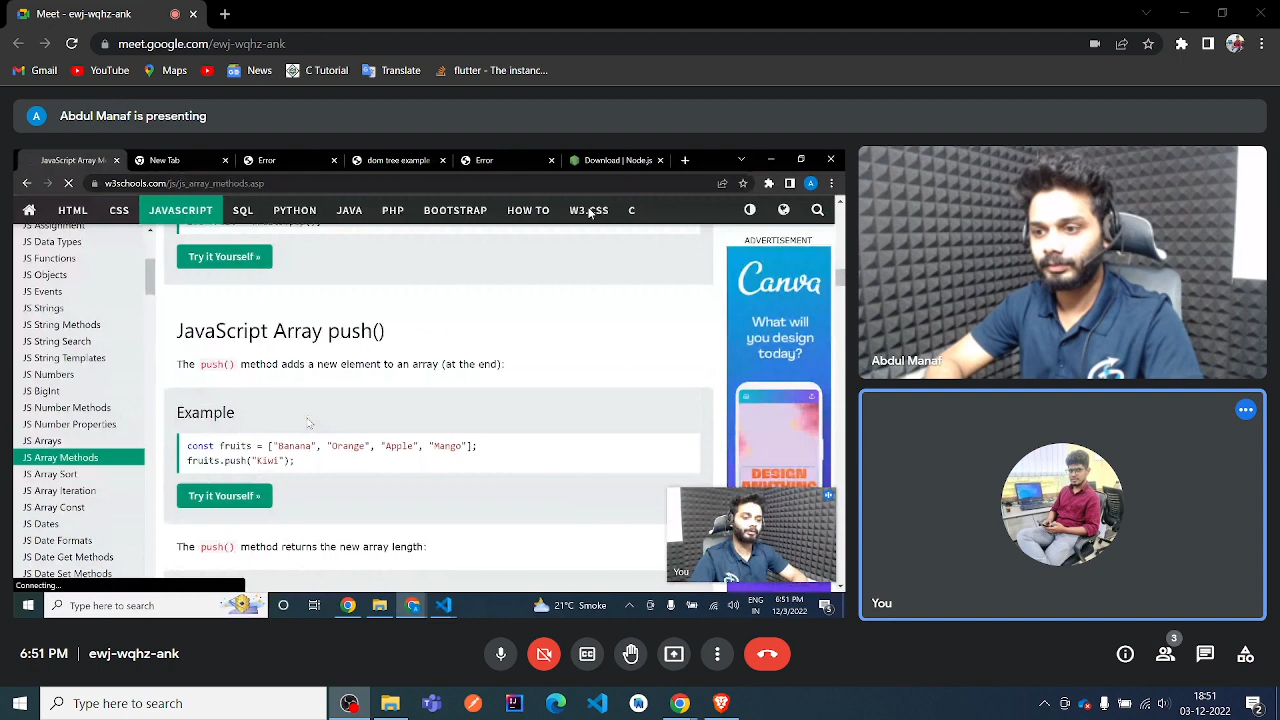 Meet - ewj-wqhz-ank
meet.google.com/ewj-wqhz-ank
Gmail YouTube Maps News C Tutorial Translate flutter - The instanc...
A Abdul Manaf is presenting
JavaScript Array M New Tab Error dom tree example Error Download | Node.js
w3schools.com/js/js_array_methods.asp A
HTML CSS JAVASCRIPT SQL PYTHON JAVA PHP BOOTSTRAP HOW TO W3.CSS C
JS Assignment
JS Data Types
JS Functions
JS Objects
JS Events
JS Strings
JS String Methods
JS String Search
JS String Templates
JS Numbers
JS BigInt
JS Number Methods
JS Number Properties
JS Arrays
JS Array Methods
JS Array Sort
JS Array Iteration
JS Array Const
JS Dates
JS Date Formats
JS Date Get Methods
JS Date Set Methods
Connecting...
Try it Yourself »
JavaScript Array push()
The push() method adds a new element to an array (at the end):
Example
const fruits = ["Banana", "Orange", "Apple", "Mango"];
fruits.push("Kiwi");
Try it Yourself »
The push() method returns the new array length:
ADVERTISEMENT
Canva
What will
you design
today?
DESIGN
You
Type here to search
21°C Smoke ENG IN 6:51 PM 12/3/2022 5
Abdul Manaf
You
6:51 PM ewj-wqhz-ank
3
Type here to search
18:51
03-12-2022 2